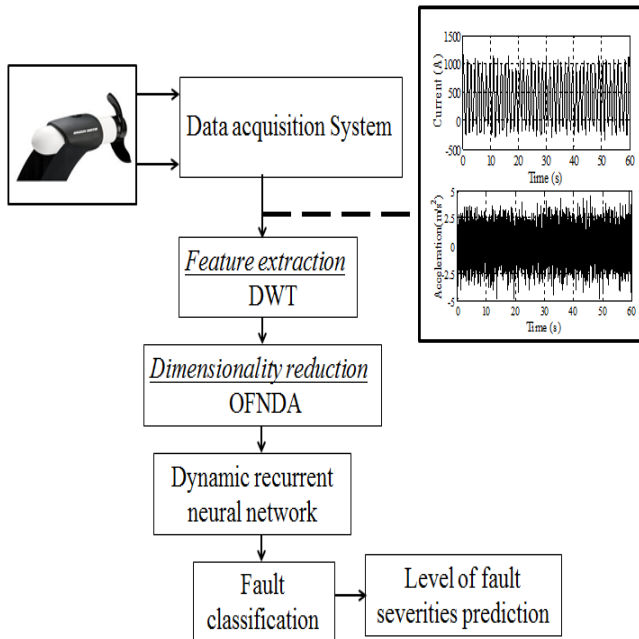 Data acquisition System
Feature extraction
DWT
Dimensionality reduction
OFNDA
Dynamic recurrent
neural network
Fault
classification
Level of fault
severities prediction
Current (A)
1500
1000
500
0
-500
0 10 20 30 40 50 60
Time (s)
Acceleration(m/s²
5
2.5
0
-2.5
-5
0 10 20 30 40 50 60
Time (s)